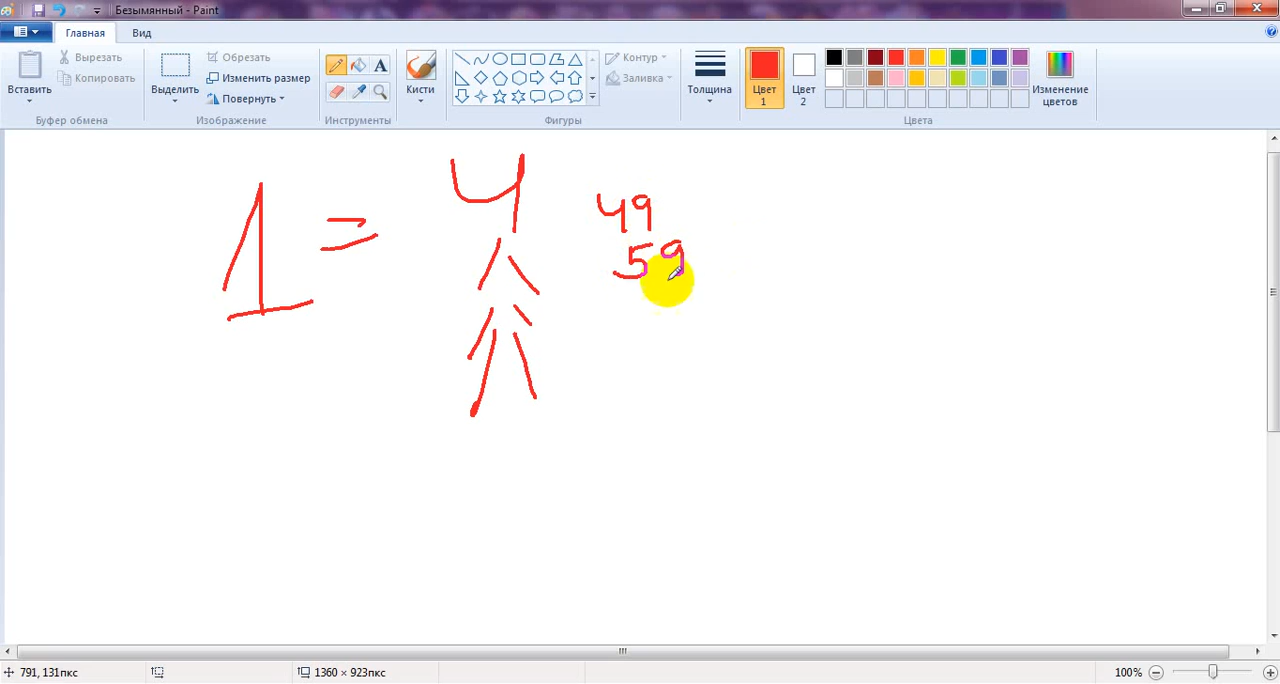 Безымянный - Paint
Главная Вид
Вставить
Вырезать
Копировать
Буфер обмена
Выделить
Обрезать
Изменить размер
Повернуть
Изображение
A
Инструменты
Кисти
Контур
Заливка
Фигуры
Толщина
Цвет 1
Цвет 2
Изменение цветов
Цвета
1 = 4
49
59
791, 131пкс 1360 × 923пкс 100%